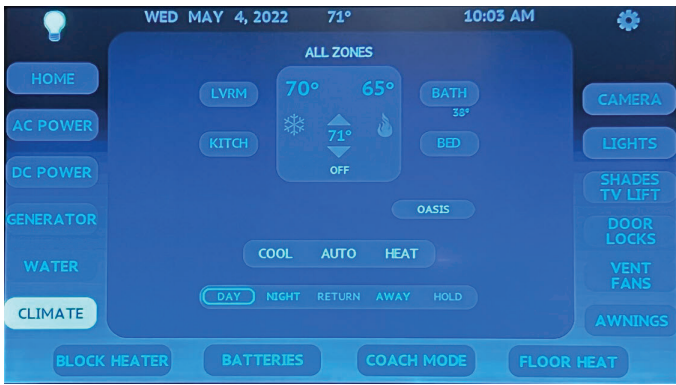 WED MAY 4, 2022 71° 10:03 AM
ALL ZONES
HOME
AC POWER
DC POWER
GENERATOR
WATER
CLIMATE
LVRM
KITCH
70° 65°
71°
OFF
BATH
38°
BED
OASIS
COOL AUTO HEAT
DAY NIGHT RETURN AWAY HOLD
CAMERA
LIGHTS
SHADES
TV LIFT
DOOR
LOCKS
VENT
FANS
AWNINGS
BLOCK HEATER BATTERIES COACH MODE FLOOR HEAT